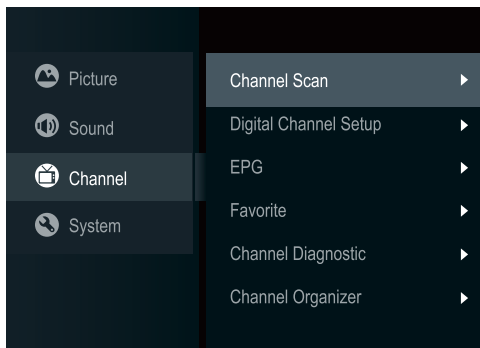 Picture
Sound
Channel
System
Channel Scan
Digital Channel Setup
EPG
Favorite
Channel Diagnostic
Channel Organizer